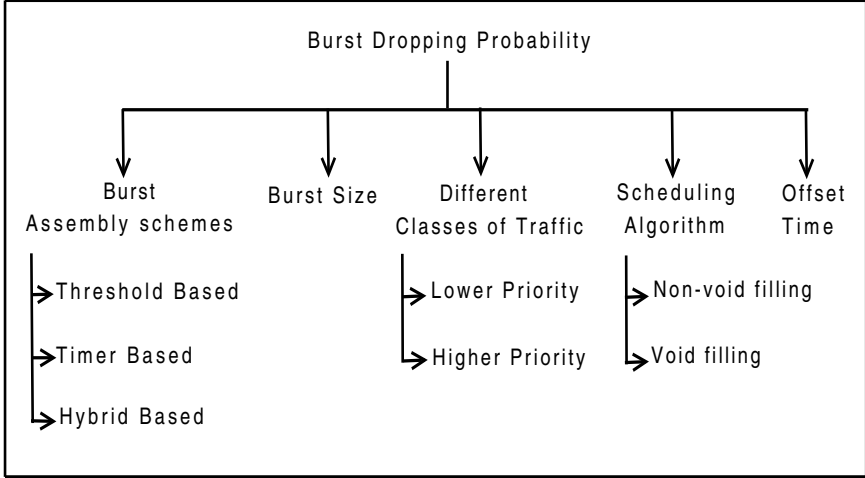 Burst Dropping Probability
Burst
Assembly schemes
Threshold Based
Timer Based
Hybrid Based
Burst Size
Different
Classes of Traffic
Lower Priority
Higher Priority
Scheduling
Algorithm
Non-void filling
Void filling
Offset
Time